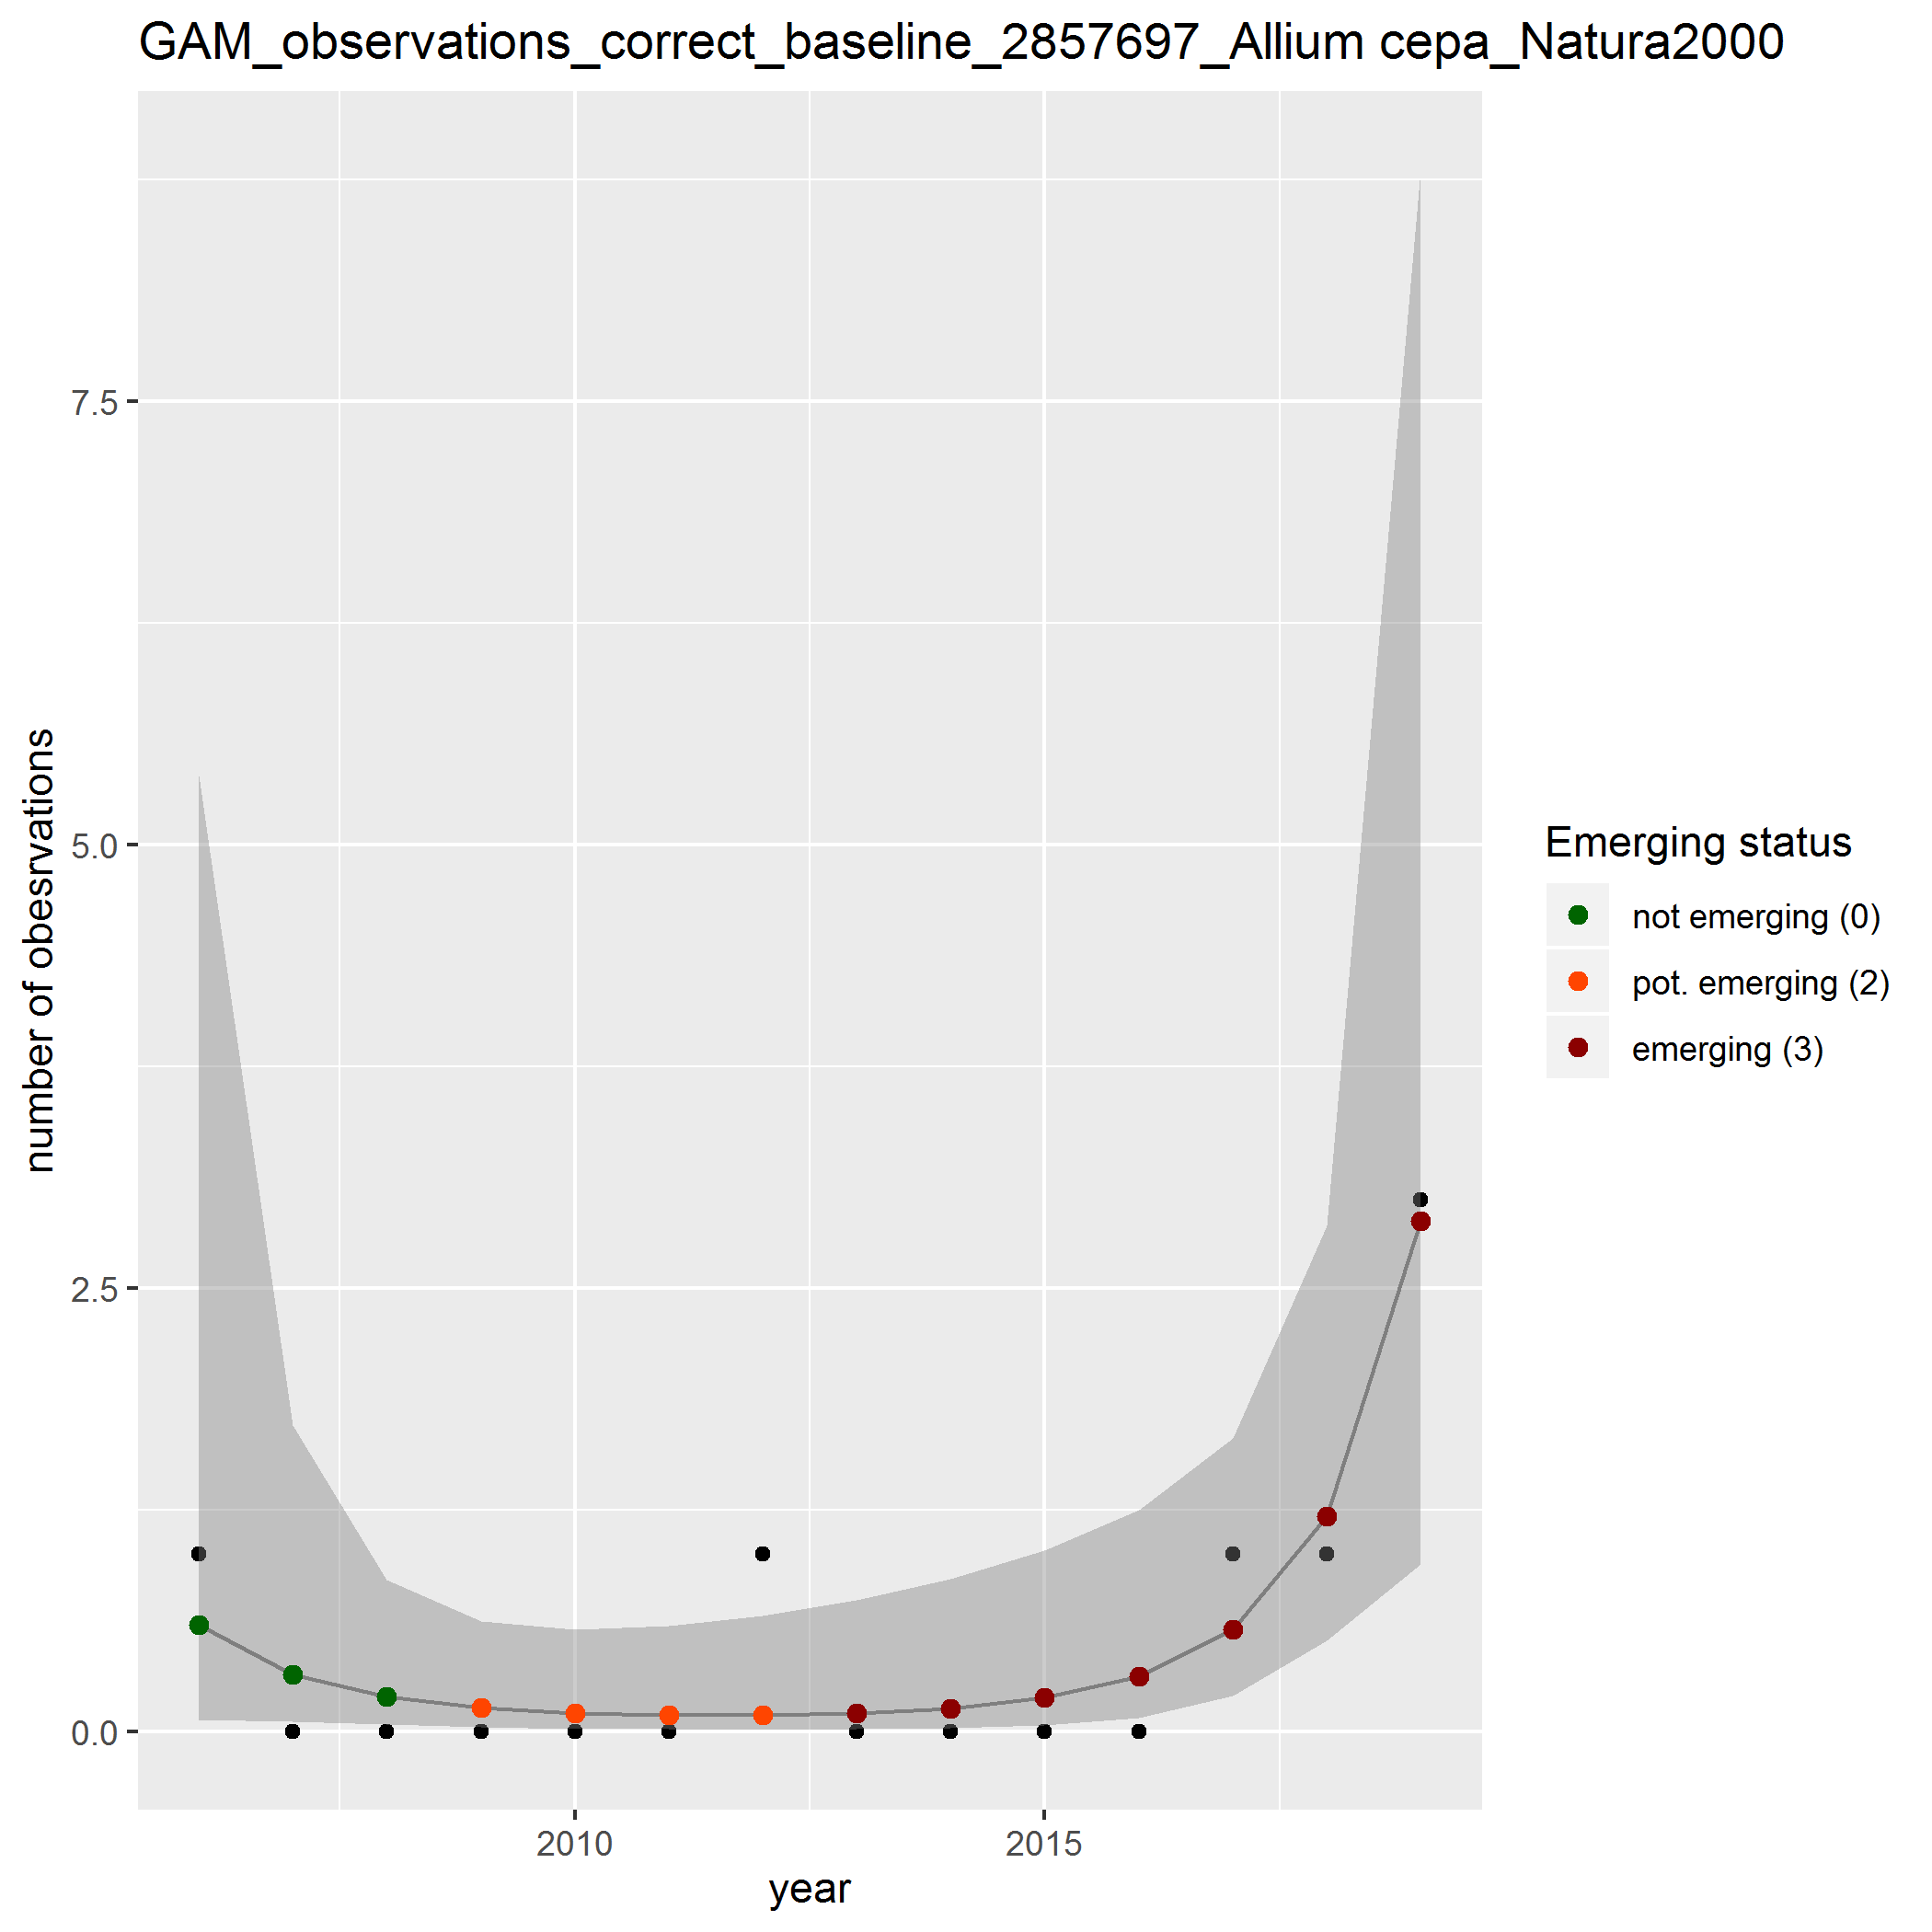 GAM_observations_correct_baseline_2857697_Allium cepa_Natura2000
number of obesrvations
7.5
5.0
2.5
0.0
2010
2015
year
Emerging status
not emerging (0)
pot. emerging (2)
emerging (3)